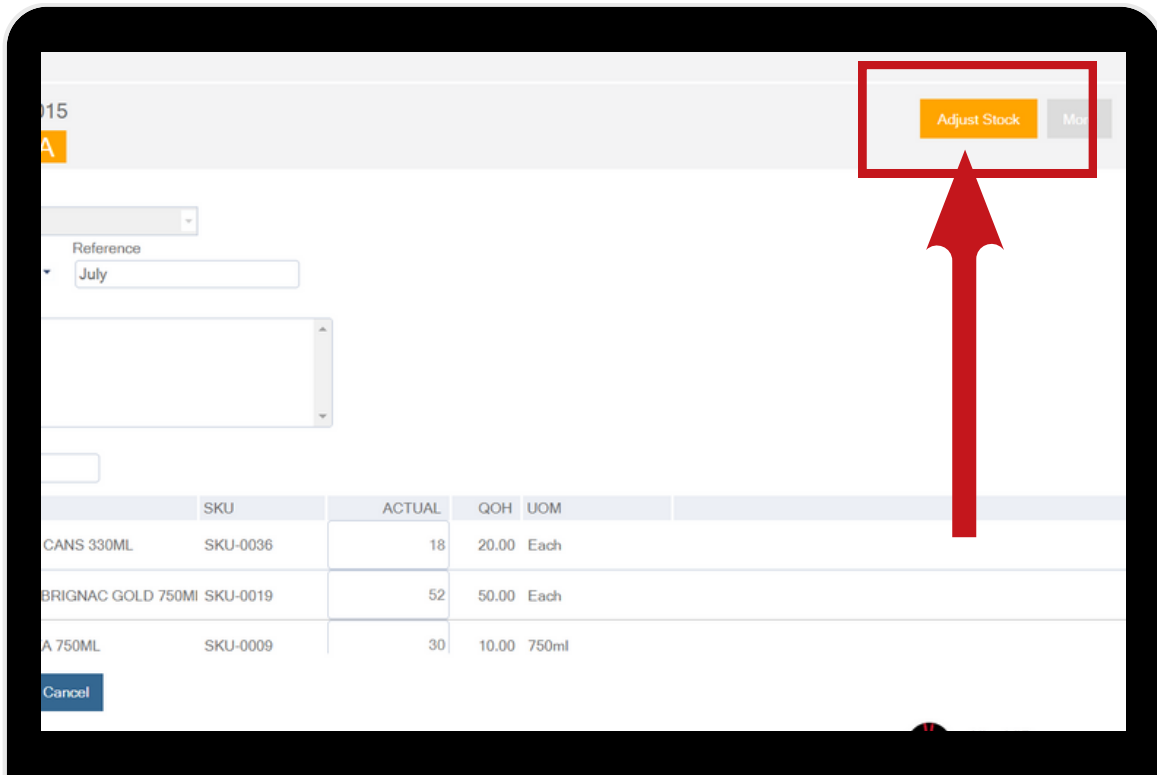 015
Adjust Stock
More
A
Reference
July
SKU ACTUAL QOH UOM
CANS 330ML SKU-0036 18 20.00 Each
BRIGNAC GOLD 750ML SKU-0019 52 50.00 Each
A 750ML SKU-0009 30 10.00 750ml
Cancel